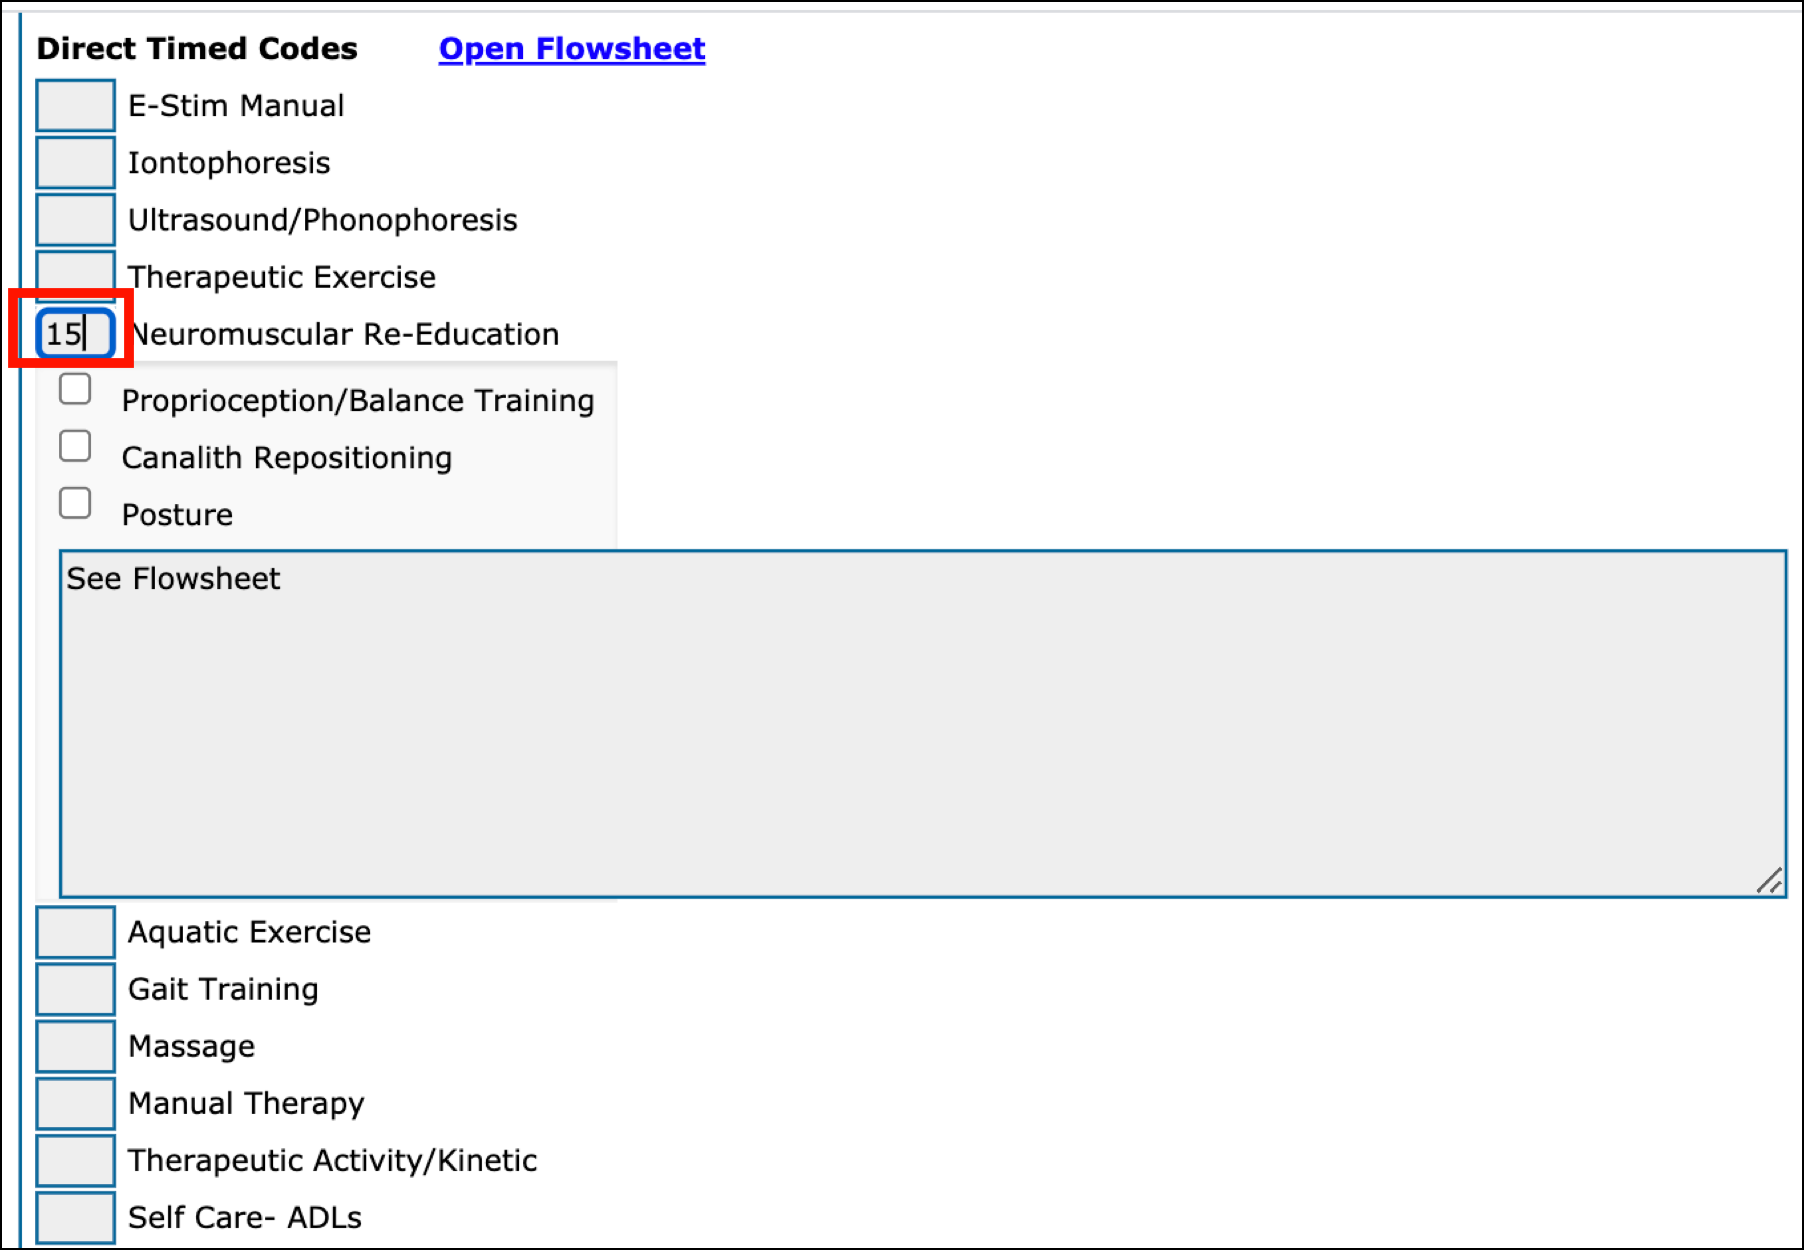 Direct Timed Codes Open Flowsheet
E-Stim Manual
Iontophoresis
Ultrasound/Phonophoresis
Therapeutic Exercise
15 Neuromuscular Re-Education
Proprioception/Balance Training
Canalith Repositioning
Posture
See Flowsheet
Aquatic Exercise
Gait Training
Massage
Manual Therapy
Therapeutic Activity/Kinetic
Self Care- ADLs